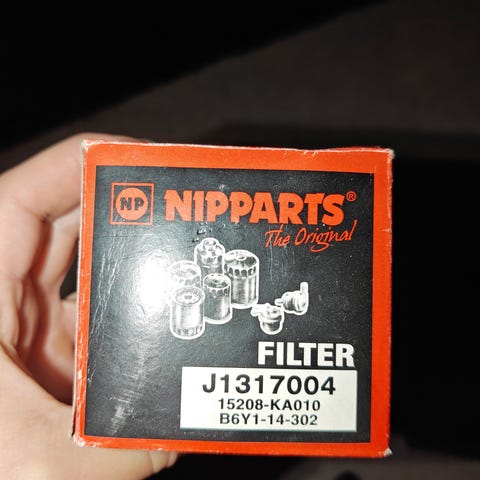 NP NIPPARTS®
The Original
FILTER
J1317004
15208-KA010
B6Y1-14-302